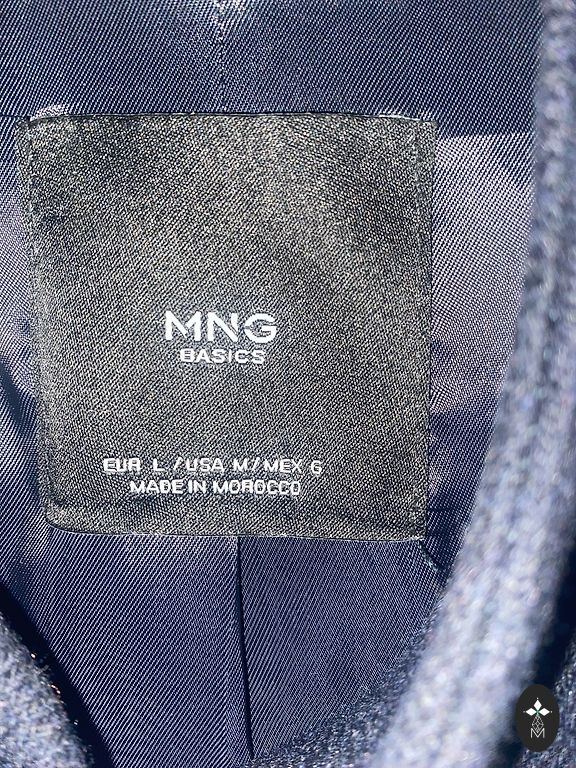 MNG
BASICS
EUR L / USA M / MEX G
MADE IN MOROCCO
M